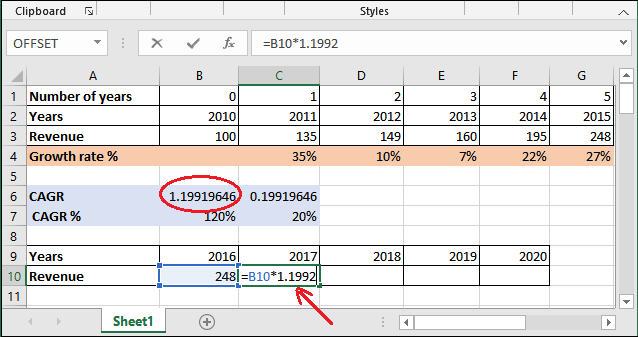 Clipboard Styles
OFFSET fx =B10*1.1992
A B C D E F G
1 Number of years 0 1 2 3 4 5
2 Years 2010 2011 2012 2013 2014 2015
3 Revenue 100 135 149 160 195 248
4 Growth rate % 35% 10% 7% 22% 27%
5
6 CAGR 1.19919646 0.19919646
7 CAGR % 120% 20%
8
9 Years 2016 2017 2018 2019 2020
10 Revenue 248 =B10*1.1992
11
Sheet1